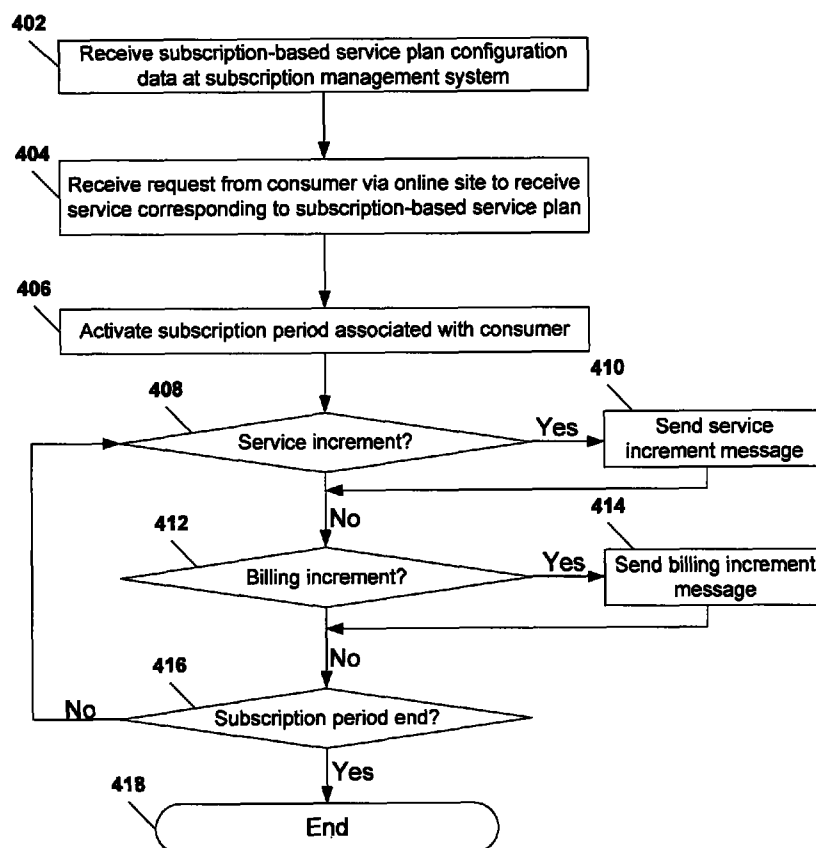 402
Receive subscription-based service plan configuration
data at subscription management system
404
Receive request from consumer via online site to receive
service corresponding to subscription-based service plan
406
Activate subscription period associated with consumer
408
Service increment?
Yes
410
Send service
increment message
No
412
Billing increment?
Yes
414
Send billing increment
message
No
416
Subscription period end?
No
Yes
418
End